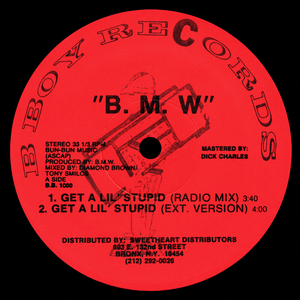 BBOY RECORDS
"B. M. W"
STEREO 33 1/3 RPM
BUN-BUN MUSIC
(ASCAP)
PRODUCED BY: B.M.W.
MIXED BY: DIAMOND BROWN/
TONY SMILOS
A SIDE
B.B. 1000
MASTERED BY:
DICK CHARLES
1. GET A LIL' STUPID (RADIO MIX) 3:40
2. GET A LIL' STUPID (EXT. VERSION) 4:00
DISTRIBUTED BY: SWEETHEART DISTRIBUTORS
603 E. 132nd STREET
BRONX, N.Y. 10454
(212) 292-0026